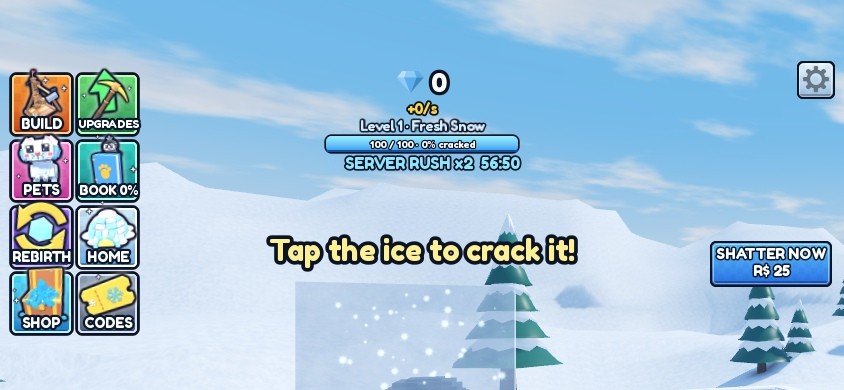 0
+0/s
Level 1 · Fresh Snow
100 / 100 · 0% cracked
SERVER RUSH x2 56:50
BUILD
UPGRADES
PETS
BOOK 0%
REBIRTH
HOME
SHOP
CODES
Tap the ice to crack it!
SHATTER NOW
R$ 25